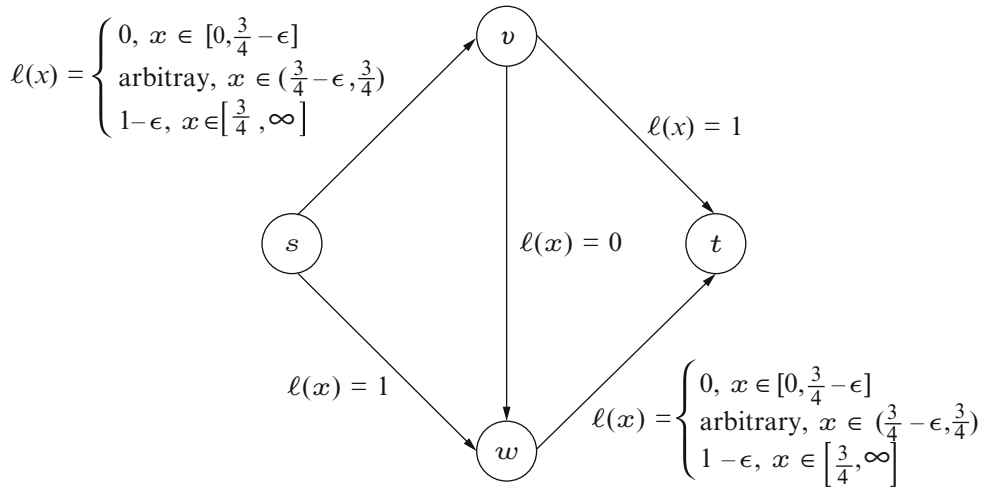 ℓ(x) = { 0, x ∈ [0, 3/4 − ϵ]
arbitray, x ∈ (3/4 − ϵ, 3/4)
1−ϵ, x ∈ [3/4, ∞]
v
ℓ(x) = 1
s
ℓ(x) = 0
t
ℓ(x) = 1
ℓ(x) = { 0, x ∈ [0, 3/4 − ϵ]
arbitrary, x ∈ (3/4 − ϵ, 3/4)
1 − ϵ, x ∈ [3/4, ∞]
w